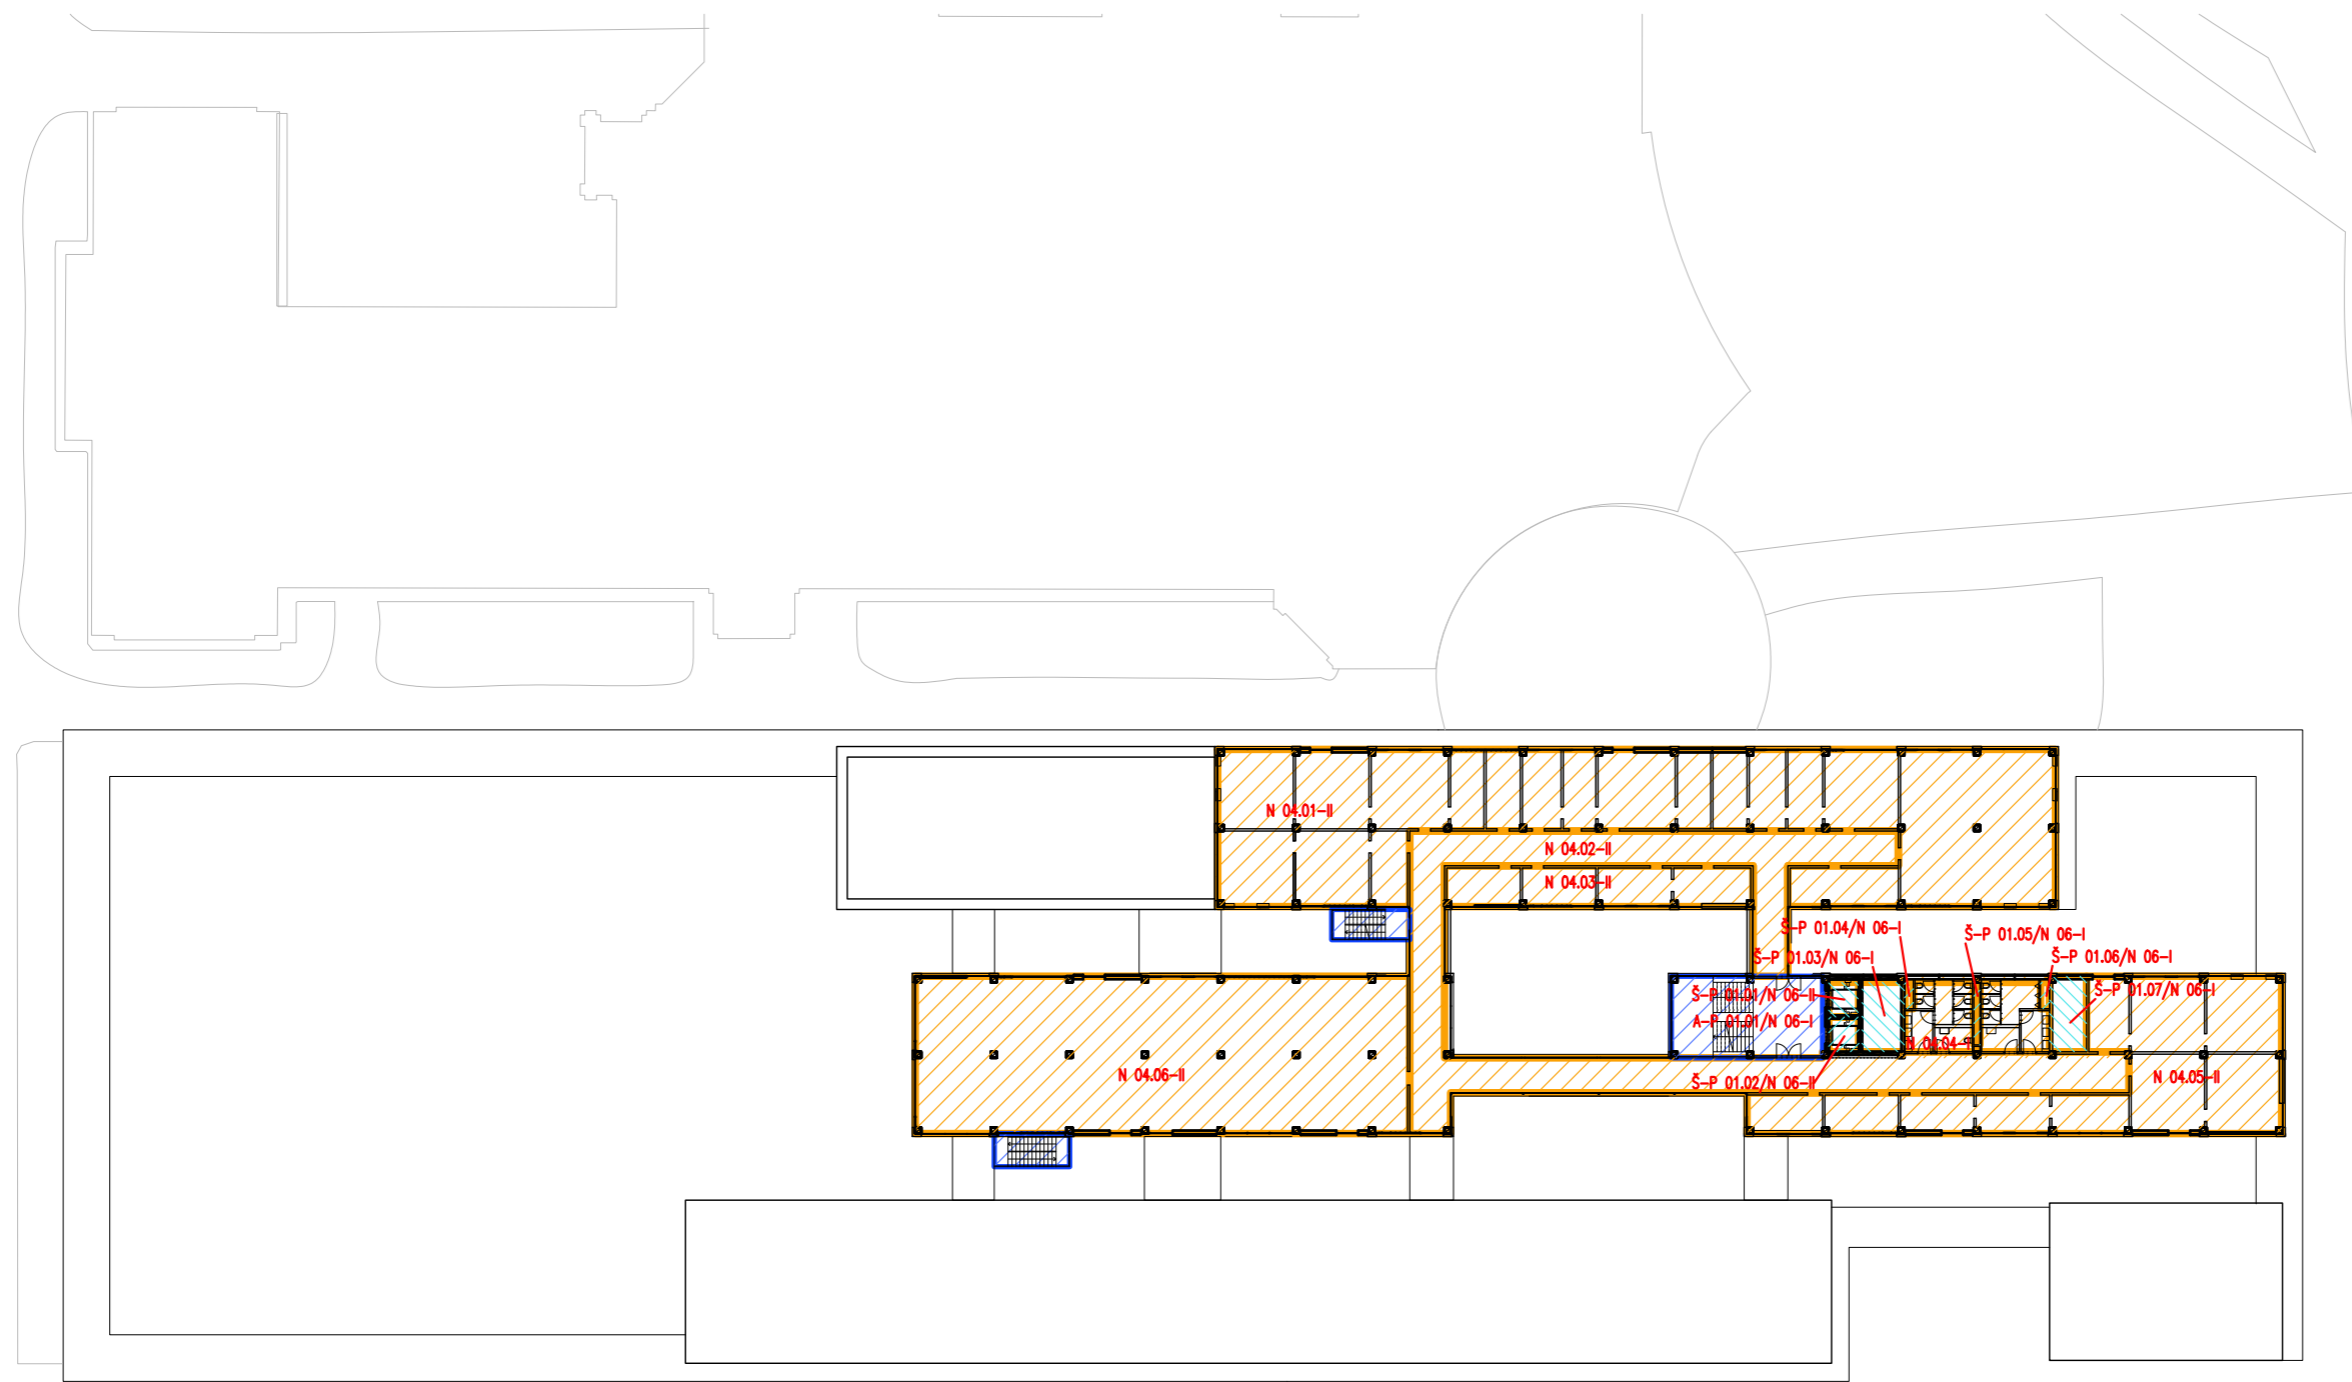 N 04.01-II
N 04.02-II
N 04.03-II
Š-P 01.04/N 06-I
Š-P 01.05/N 06-I
Š-P 01.03/N 06-I
Š-P 01.06/N 06-I
Š-P 01.07/N 06-I
Š-P 01.01/N 06-II
A-P 01.01/N 06-I
N 04.04-I
N 04.06-II
N 04.05-II
Š-P 01.02/N 06-II